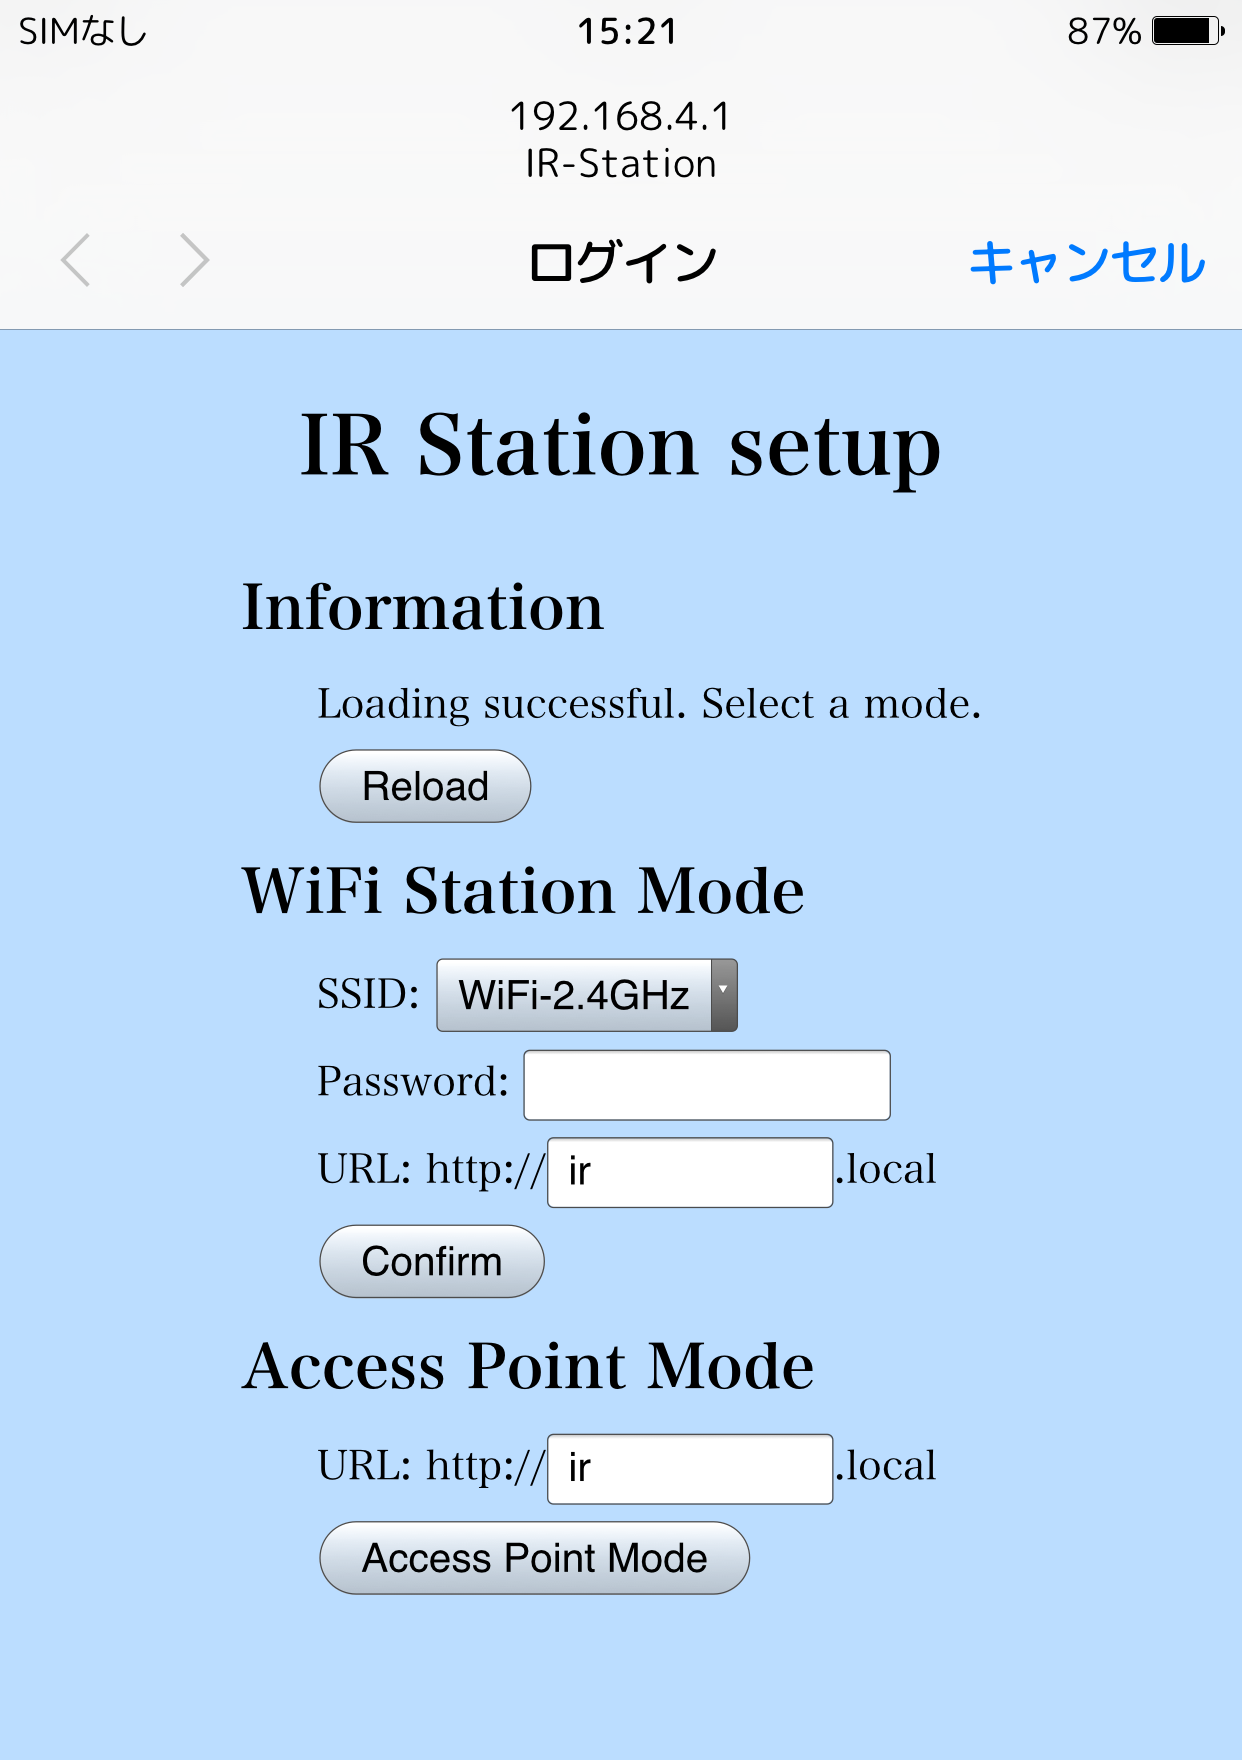 SIMなし 15:21 87%
192.168.4.1
IR-Station
ログイン キャンセル
IR Station setup
Information
Loading successful. Select a mode.
Reload
WiFi Station Mode
SSID: WiFi-2.4GHz
Password:
URL: http:// ir .local
Confirm
Access Point Mode
URL: http:// ir .local
Access Point Mode